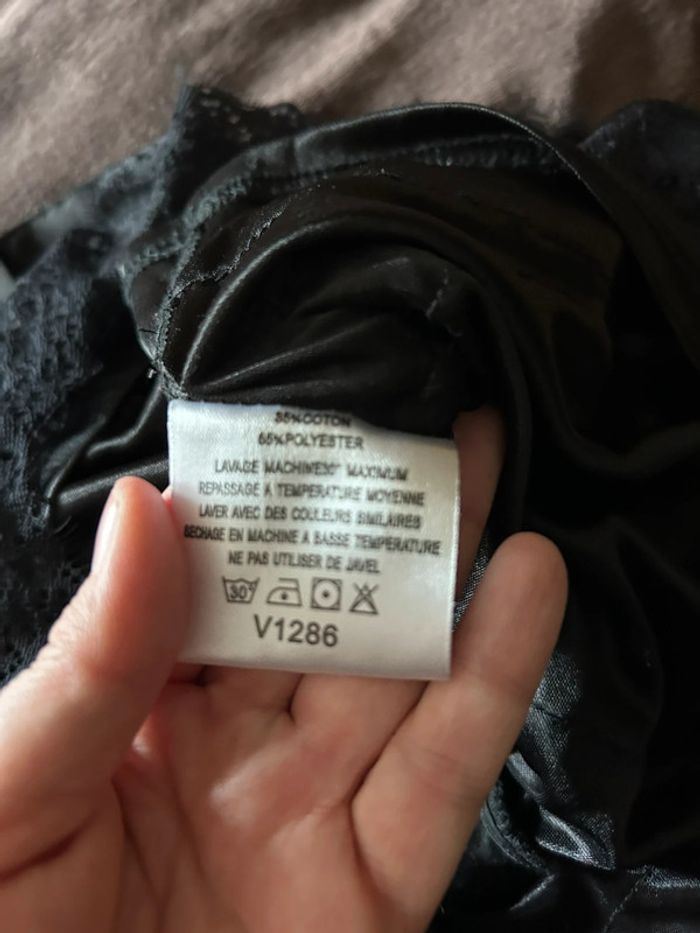 35%COTON
65%POLYESTER
LAVAGE MACHINE30° MAXIMUM
REPASSAGE A TEMPERATURE MOYENNE
LAVER AVEC DES COULEURS SIMILAIRES
SECHAGE EN MACHINE A BASSE TEMPERATURE
NE PAS UTILISER DE JAVEL
30°
V1286